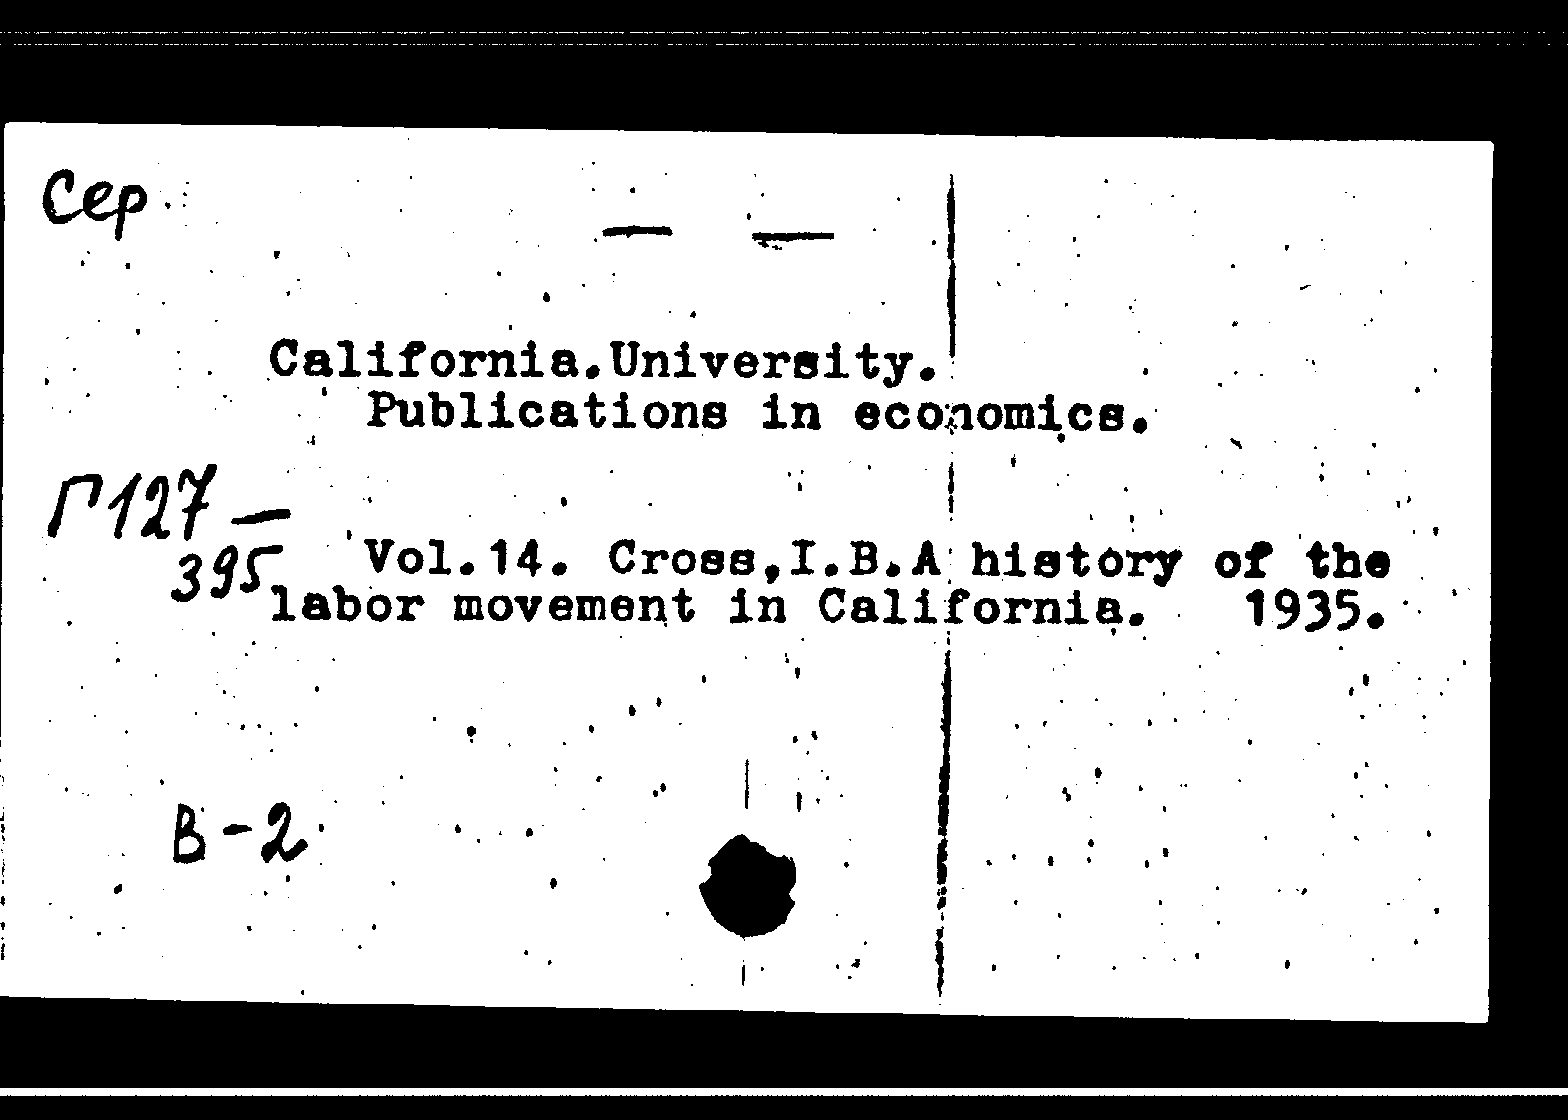 Сер
— —
California.University.
Publications in economics.
Г127—
395
Vol.14. Cross,I.B.A history of the
labor movement in California. 1935.
В-2